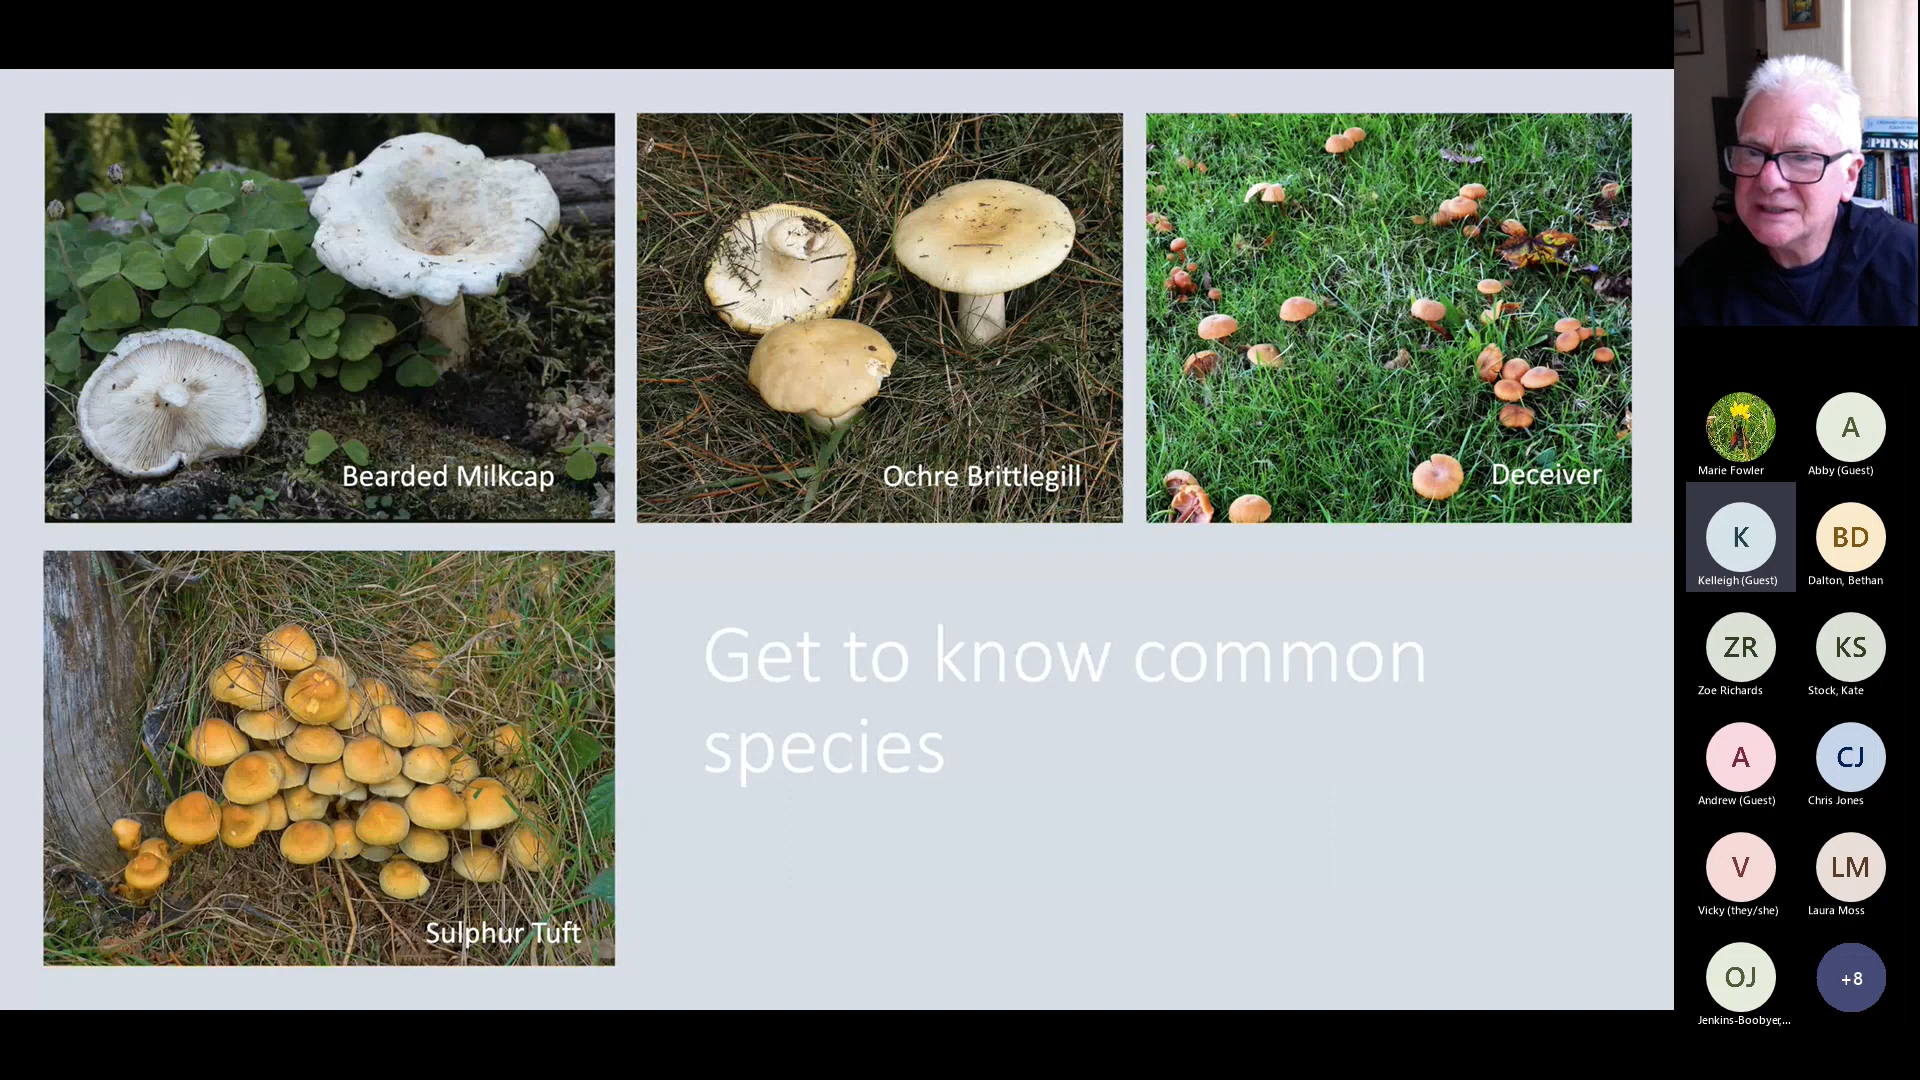 Bearded Milkcap
Ochre Brittlegill
Deceiver
Sulphur Tuft
Get to know common
species
PHYSIC
Marie Fowler
A
Abby (Guest)
K
Kelleigh (Guest)
BD
Dalton, Bethan
ZR
Zoe Richards
KS
Stock, Kate
A
Andrew (Guest)
CJ
Chris Jones
V
Vicky (they/she)
LM
Laura Moss
OJ
Jenkins-Boobyer,...
+8